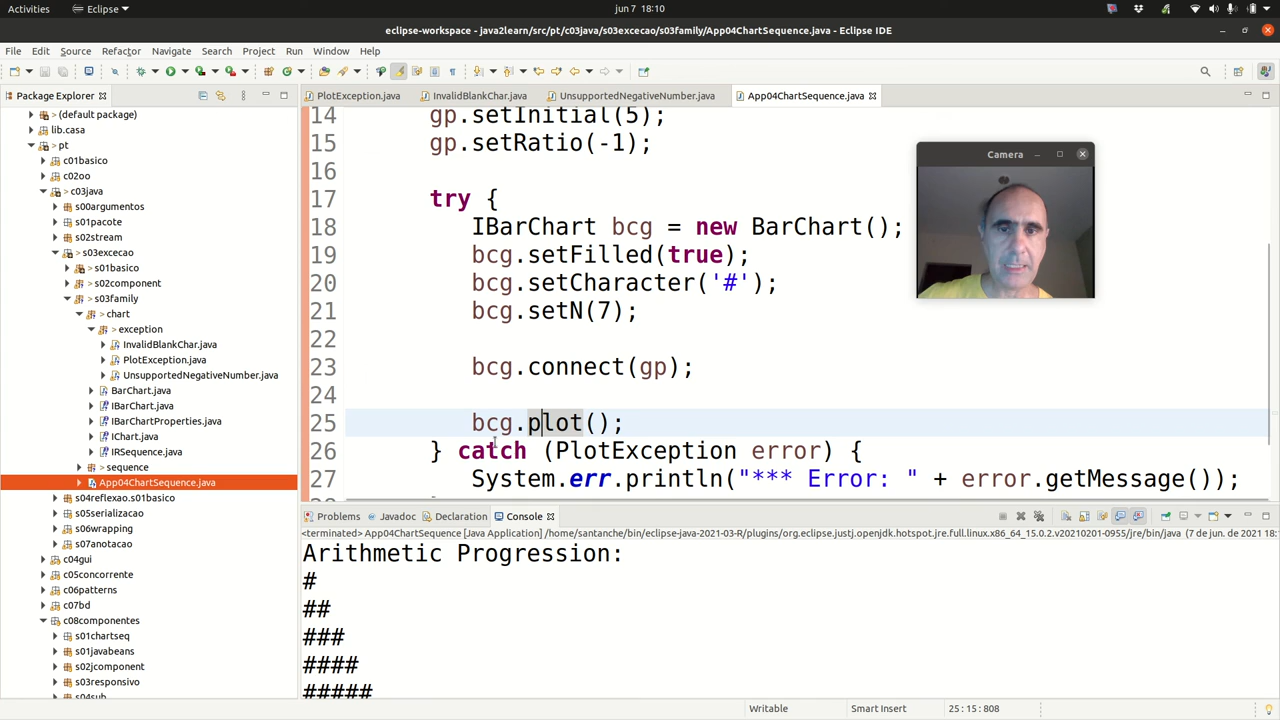 Activities Eclipse jun 7 18:10
eclipse-workspace - java2learn/src/pt/c03java/s03excecao/s03family/App04ChartSequence.java - Eclipse IDE
File Edit Source Refactor Navigate Search Project Run Window Help
Package Explorer
PlotException.java InvalidBlankChar.java UnsupportedNegativeNumber.java App04ChartSequence.java
> (default package)
> lib.casa
> pt
c01basico
c02oo
> c03java
s00argumentos
s01pacote
s02stream
> s03excecao
> s01basico
> s02component
> s03family
> chart
> exception
InvalidBlankChar.java
PlotException.java
UnsupportedNegativeNumber.java
BarChart.java
IBarChart.java
IBarChartProperties.java
IChart.java
IRSequence.java
> sequence
App04ChartSequence.java
s04reflexao.s01basico
s05serializacao
s06wrapping
s07anotacao
c04gui
c05concorrente
c06patterns
c07bd
c08componentes
s01chartseq
s01javabeans
s02jcomponent
s03responsivo
s04sub
14 gp.setInitial(5);
15 gp.setRatio(-1);
16
17 try {
18 IBarChart bcg = new BarChart();
19 bcg.setFilled(true);
20 bcg.setCharacter('#');
21 bcg.setN(7);
22
23 bcg.connect(gp);
24
25 bcg.plot();
26 } catch (PlotException error) {
27 System.err.println("*** Error: " + error.getMessage());
Camera
Problems Javadoc Declaration Console
<terminated> App04ChartSequence [Java Application] /home/santanche/bin/eclipse-java-2021-03-R/plugins/org.eclipse.justj.openjdk.hotspot.jre.full.linux.x86_64_15.0.2.v20210201-0955/jre/bin/java (7 de jun. de 2021 18:1
Arithmetic Progression:
#
##
###
####
#####
Writable Smart Insert 25 : 15 : 808